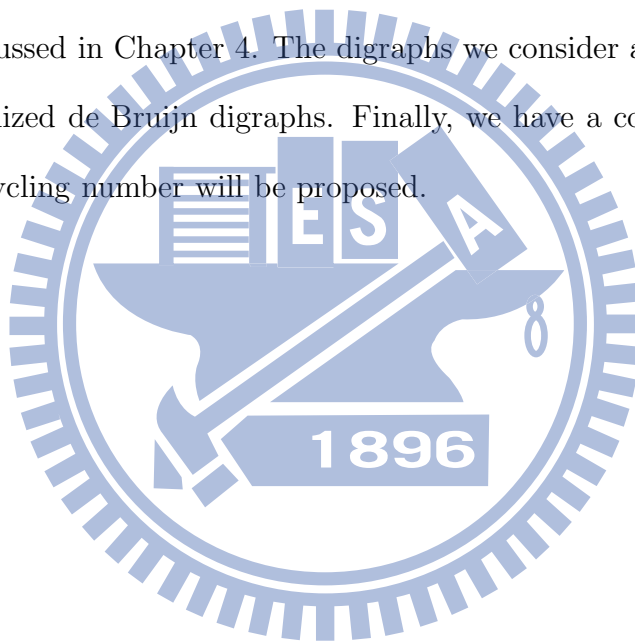 ussed in Chapter 4. The digraphs we consider a
ized de Bruijn digraphs. Finally, we have a co
cling number will be proposed.
E S A
1896